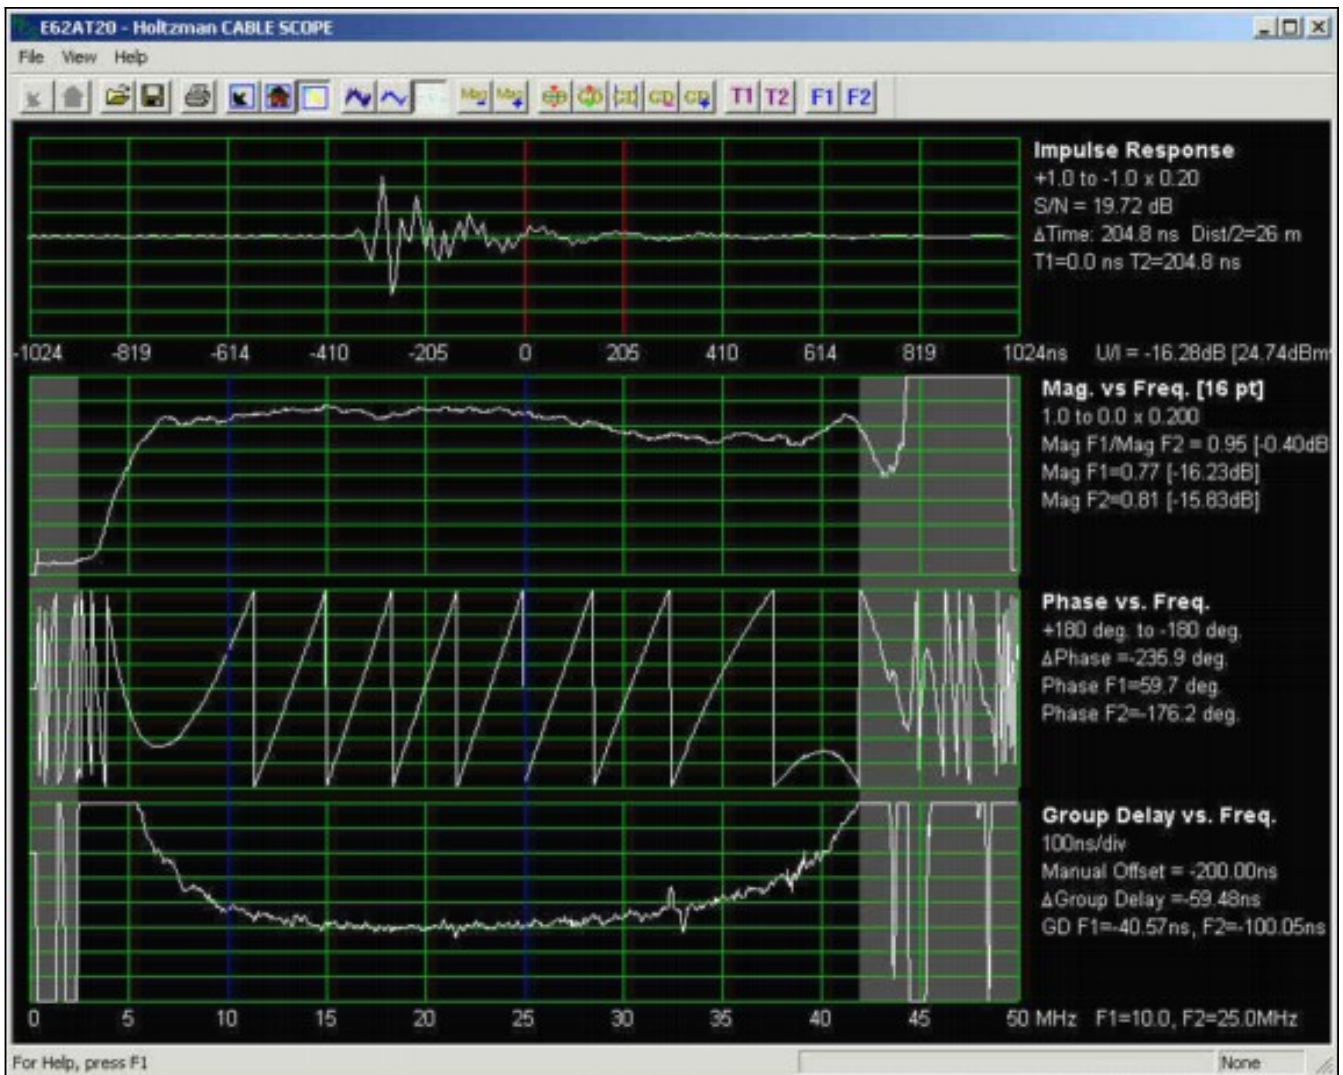 E62AT20 - Holtzman CABLE SCOPE
File View Help
Mag Mag GD GD GD GD GD T1 T2 F1 F2
Impulse Response
+1.0 to -1.0 x 0.20
S/N = 19.72 dB
ΔTime: 204.8 ns Dist/2=26 m
T1=0.0 ns T2=204.8 ns
-1024 -819 -614 -410 -205 0 205 410 614 819 1024ns U/I = -16.28dB [24.74dBm
Mag. vs Freq. [16 pt]
1.0 to 0.0 x 0.200
Mag F1/Mag F2 = 0.95 [-0.40dB
Mag F1=0.77 [-16.23dB]
Mag F2=0.81 [-15.83dB]
Phase vs. Freq.
+180 deg. to -180 deg.
ΔPhase =-235.9 deg.
Phase F1=59.7 deg.
Phase F2=-176.2 deg.
Group Delay vs. Freq.
100ns/div
Manual Offset = -200.00ns
ΔGroup Delay =-59.48ns
GD F1=-40.57ns, F2=-100.05ns
0 5 10 15 20 25 30 35 40 45 50 MHz F1=10.0, F2=25.0MHz
For Help, press F1
None